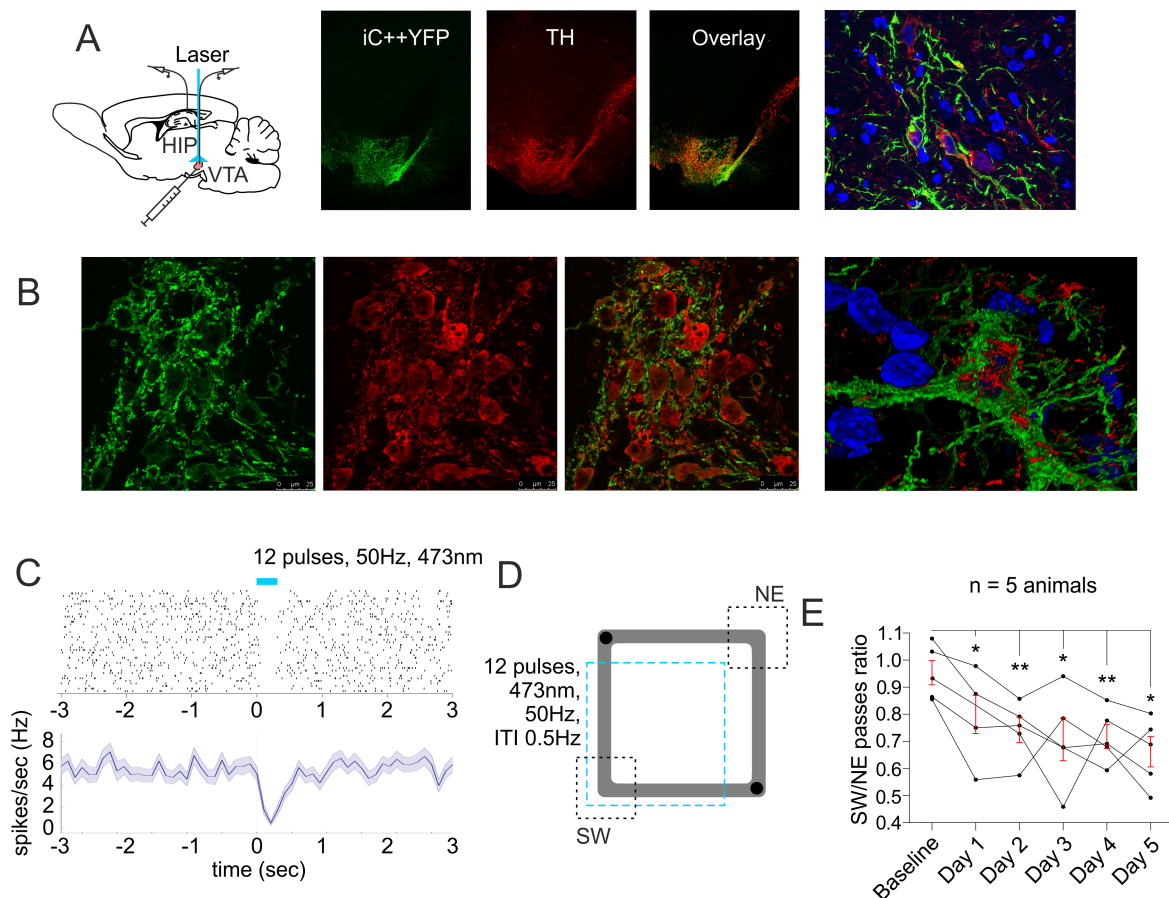 A
Laser
HIP
VTA
iC++YFP
TH
Overlay
B
0 µm 25
0 µm 25
0 µm 25
C
12 pulses, 50Hz, 473nm
-3 -2 -1 0 1 2 3
spikes/sec (Hz)
8
6
4
2
0
-3 -2 -1 0 1 2 3
time (sec)
D
NE
12 pulses,
473nm,
50Hz,
ITI 0.5Hz
SW
E
n = 5 animals
SW/NE passes ratio
1.1
1.0
0.9
0.8
0.7
0.6
0.5
0.4
* ** * ** *
Baseline Day 1 Day 2 Day 3 Day 4 Day 5